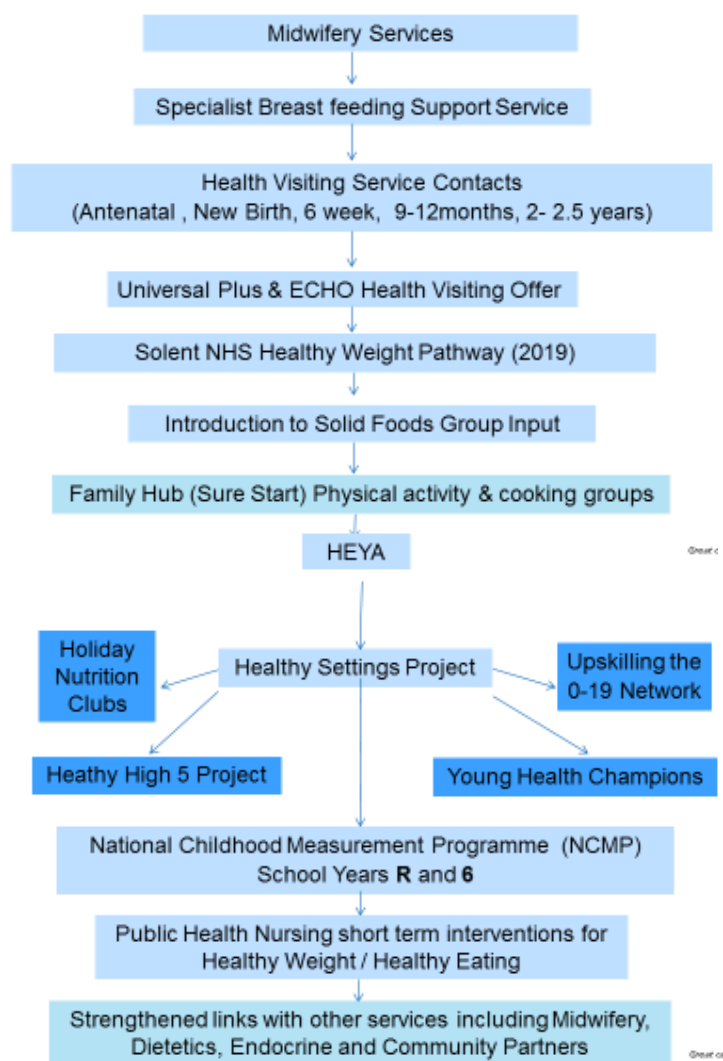 Midwifery Services
Specialist Breast feeding Support Service
Health Visiting Service Contacts
(Antenatal , New Birth, 6 week, 9-12months, 2- 2.5 years)
Universal Plus & ECHO Health Visiting Offer
Solent NHS Healthy Weight Pathway (2019)
Introduction to Solid Foods Group Input
Family Hub (Sure Start) Physical activity & cooking groups
HEYA
Great c
Holiday
Nutrition
Clubs
Healthy Settings Project
Upskilling the
0-19 Network
Heathy High 5 Project
Young Health Champions
National Childhood Measurement Programme (NCMP)
School Years R and 6
Public Health Nursing short term interventions for
Healthy Weight / Healthy Eating
Strengthened links with other services including Midwifery,
Dietetics, Endocrine and Community Partners
Great ca